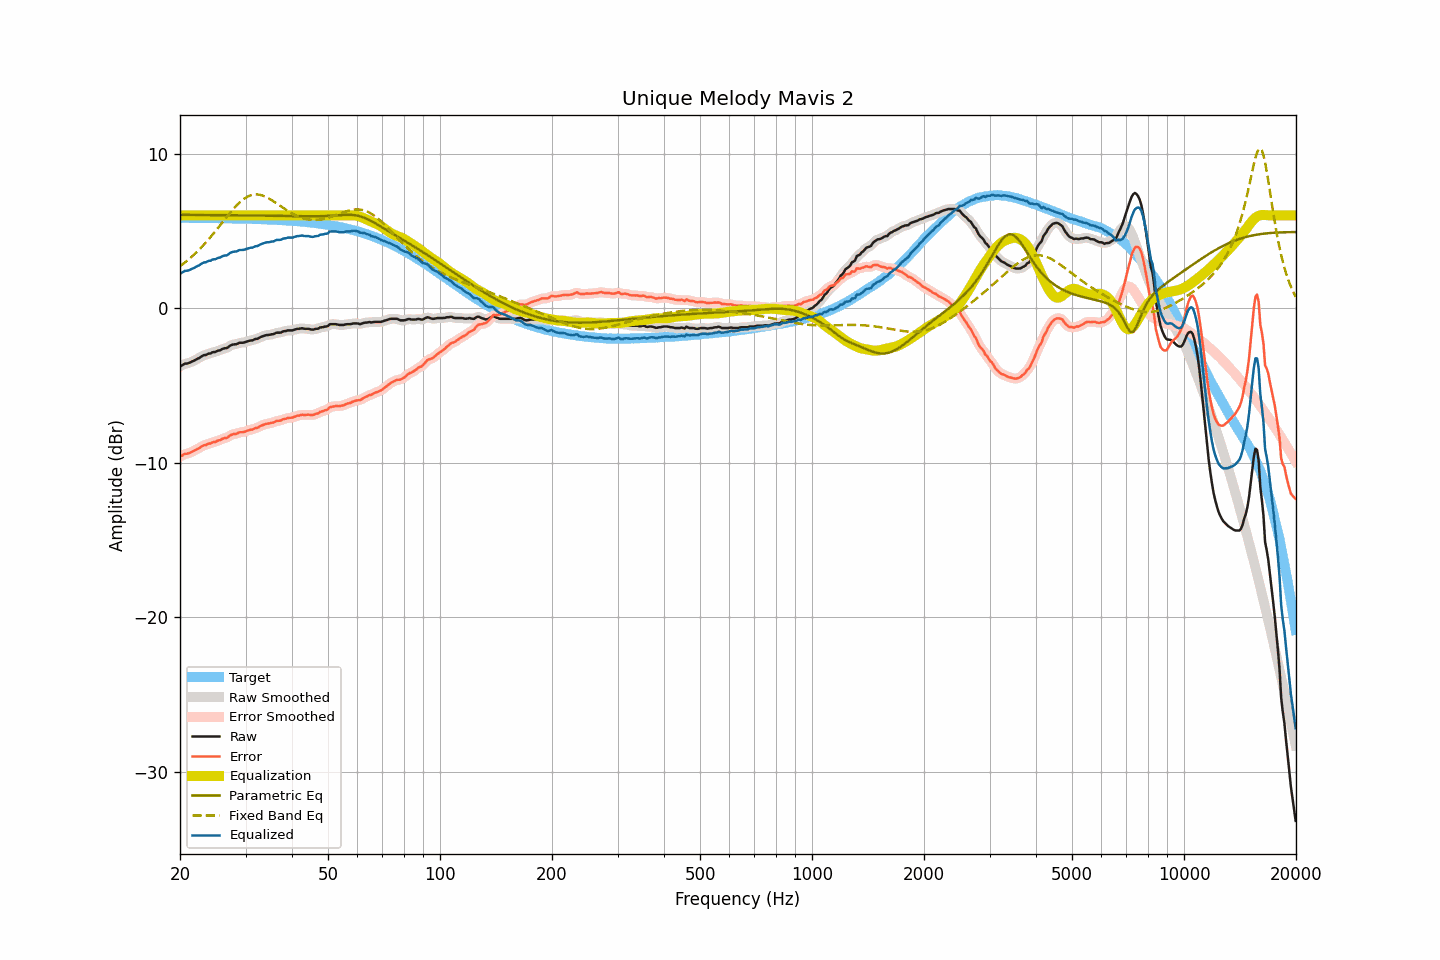 Unique Melody Mavis 2
10
0
−10
−20
−30
Amplitude (dBr)
Target
Raw Smoothed
Error Smoothed
Raw
Error
Equalization
Parametric Eq
Fixed Band Eq
Equalized
20 50 100 200 500 1000 2000 5000 10000 20000
Frequency (Hz)